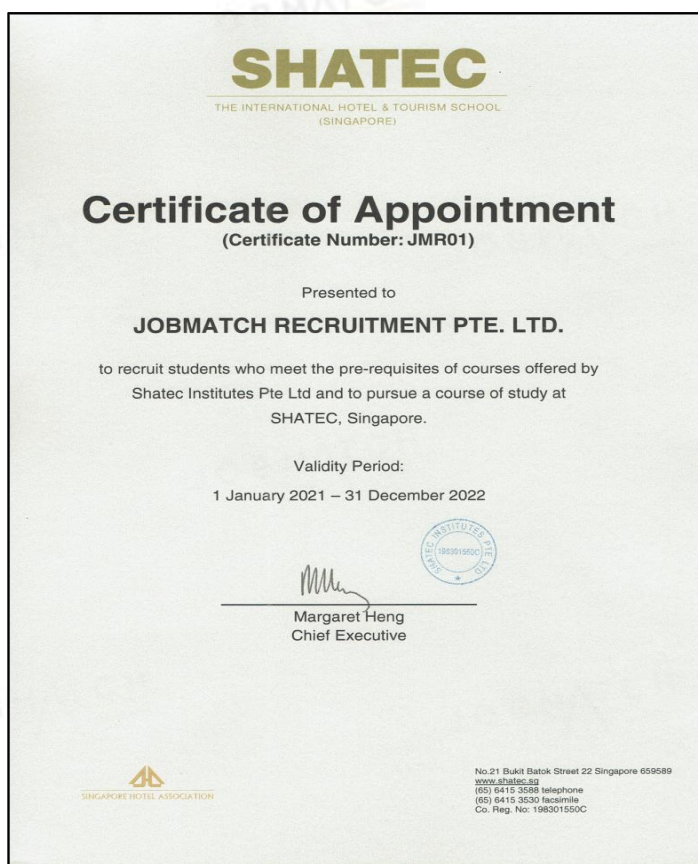 SHATEC
THE INTERNATIONAL HOTEL & TOURISM SCHOOL
(SINGAPORE)
Certificate of Appointment
(Certificate Number: JMR01)
Presented to
JOBMATCH RECRUITMENT PTE. LTD.
to recruit students who meet the pre-requisites of courses offered by
Shatec Institutes Pte Ltd and to pursue a course of study at
SHATEC, Singapore.
Validity Period:
1 January 2021 – 31 December 2022
SHATEC INSTITUTES PTE LTD
198301550C
Margaret Heng
Chief Executive
SINGAPORE HOTEL ASSOCIATION
No.21 Bukit Batok Street 22 Singapore 659589
www.shatec.sg
(65) 6415 3588 telephone
(65) 6415 3530 facsimile
Co. Reg. No: 198301550C